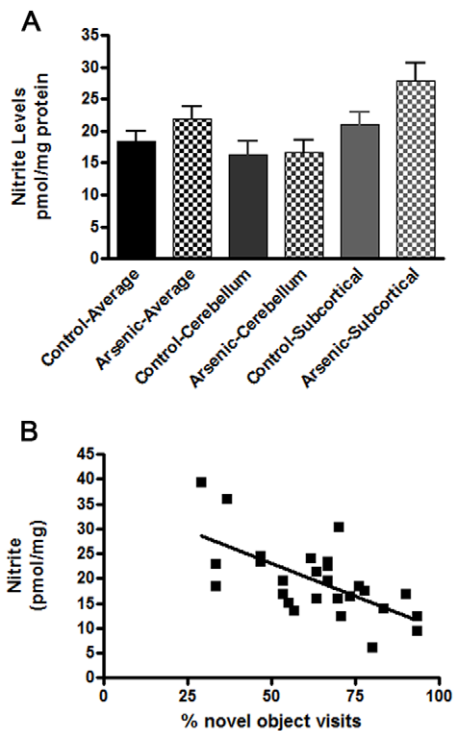 A
Nitrite Levels
pmol/mg protein
35
30
25
20
15
10
5
0
Control-Average
Arsenic-Average
Control-Cerebellum
Arsenic-Cerebellum
Control-Subcortical
Arsenic-Subcortical
B
Nitrite
(pmol/mg)
45
40
35
30
25
20
15
10
5
0
0
25
50
75
100
% novel object visits